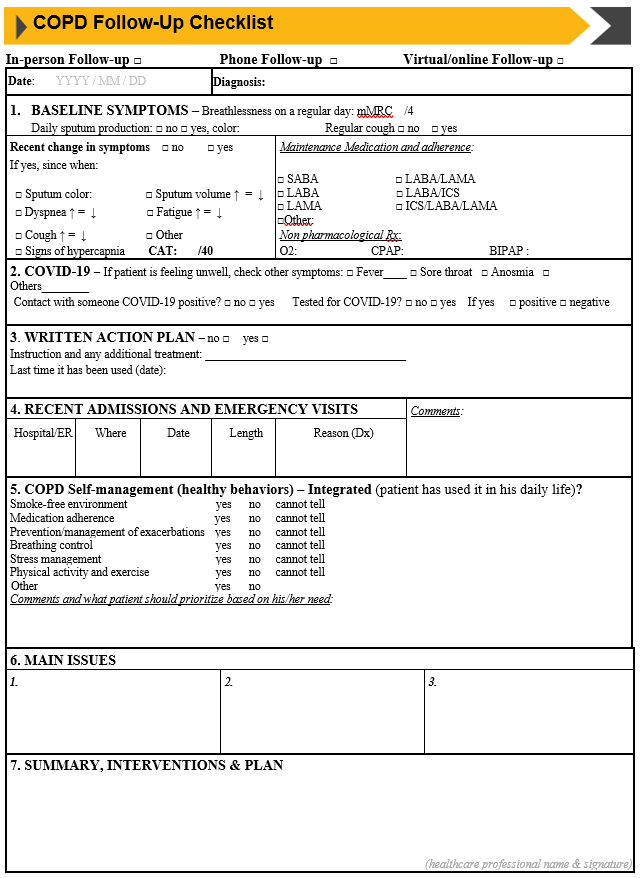 COPD Follow-Up Checklist
In-person Follow-up □ Phone Follow-up □ Virtual/online Follow-up □
Date: YYYY / MM / DD Diagnosis:
1. BASELINE SYMPTOMS – Breathlessness on a regular day: mMRC /4
Daily sputum production: □ no □ yes, color: Regular cough □ no □ yes
Recent change in symptoms □ no □ yes
If yes, since when:
□ Sputum color: □ Sputum volume ↑ = ↓
□ Dyspnea ↑ = ↓ □ Fatigue ↑ = ↓
□ Cough ↑ = ↓ □ Other
□ Signs of hypercapnia CAT: /40
Maintenance Medication and adherence:
□ SABA □ LABA/LAMA
□ LABA □ LABA/ICS
□ LAMA □ ICS/LABA/LAMA
□Other:
Non pharmacological Rx:
O2: CPAP: BIPAP :
2. COVID-19 – If patient is feeling unwell, check other symptoms: □ Fever____ □ Sore throat □ Anosmia □
Others________
Contact with someone COVID-19 positive? □ no □ yes Tested for COVID-19? □ no □ yes If yes □ positive □ negative
3. WRITTEN ACTION PLAN – no □ yes □
Instruction and any additional treatment: ________________________________
Last time it has been used (date):
4. RECENT ADMISSIONS AND EMERGENCY VISITS
Comments:
Hospital/ER Where Date Length Reason (Dx)
5. COPD Self-management (healthy behaviors) – Integrated (patient has used it in his daily life)?
Smoke-free environment yes no cannot tell
Medication adherence yes no cannot tell
Prevention/management of exacerbations yes no cannot tell
Breathing control yes no cannot tell
Stress management yes no cannot tell
Physical activity and exercise yes no cannot tell
Other yes no
Comments and what patient should prioritize based on his/her need:
6. MAIN ISSUES
1. 2. 3.
7. SUMMARY, INTERVENTIONS & PLAN
(healthcare professional name & signature)